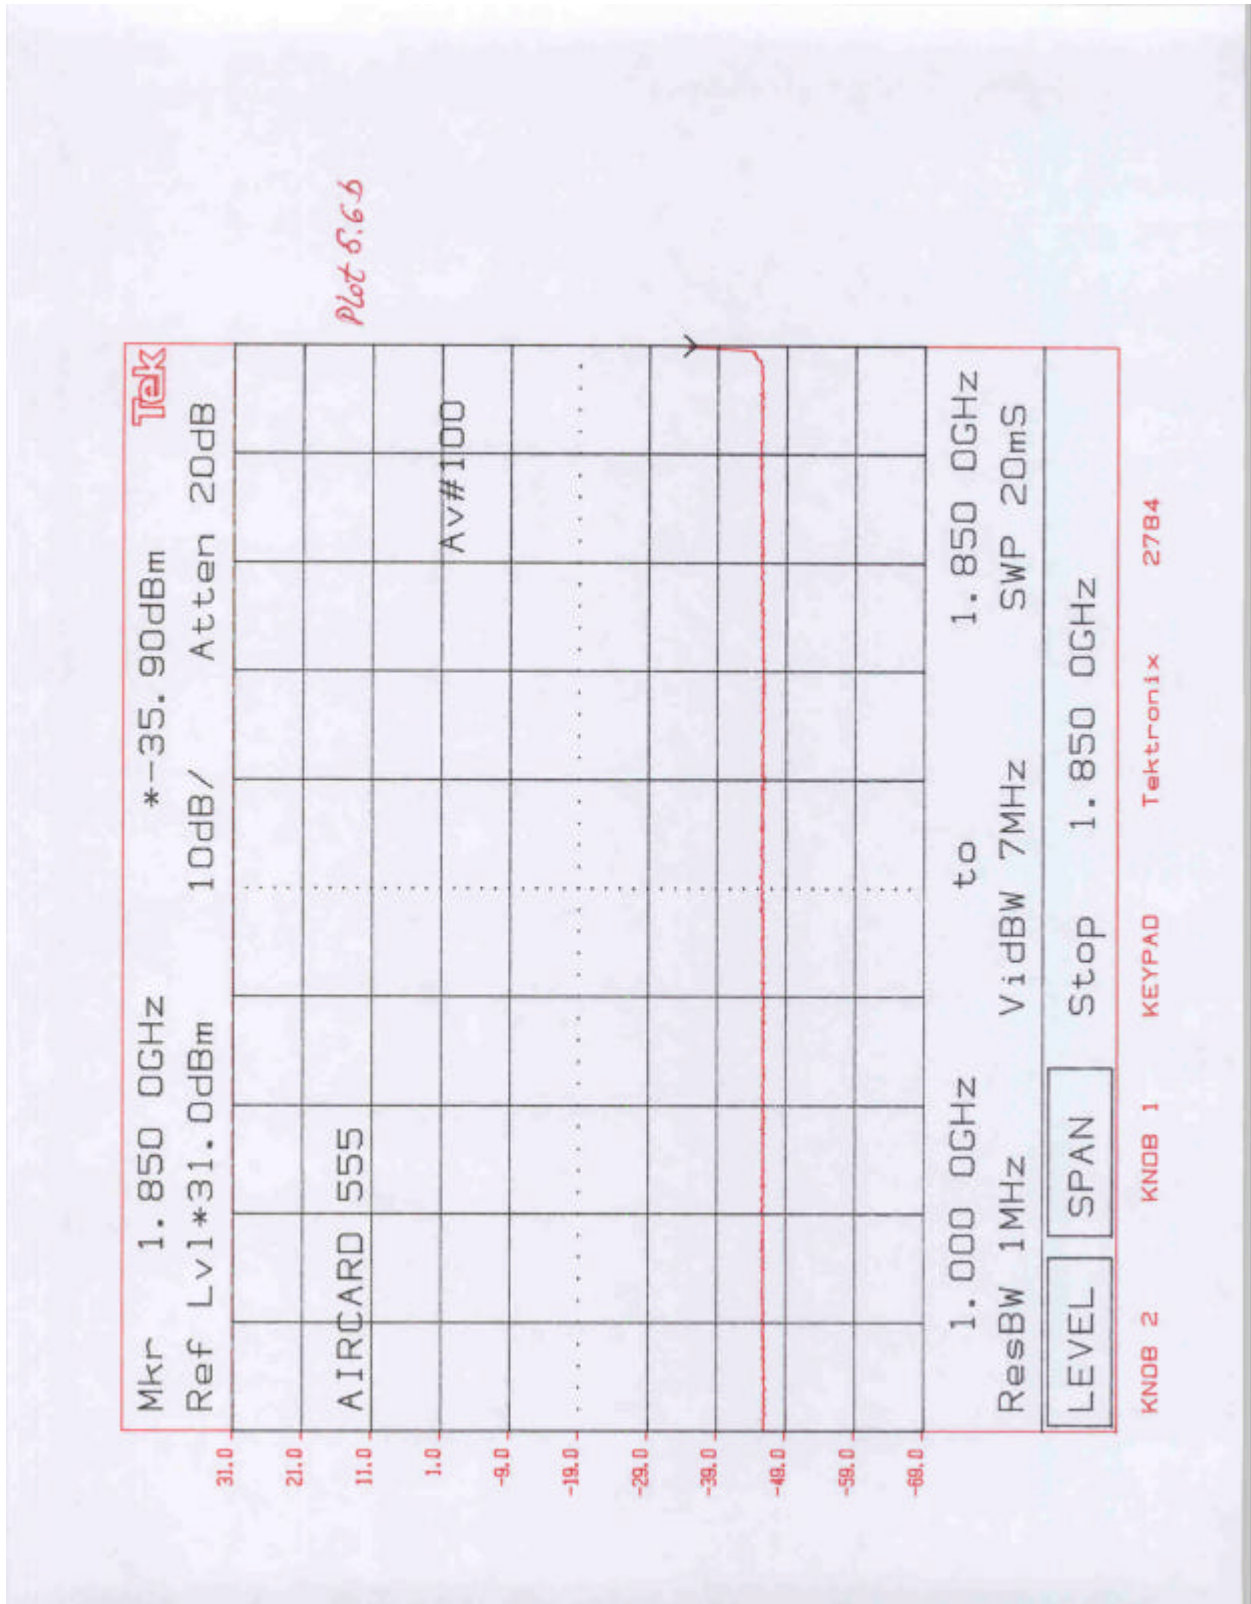 Mkr 1.850 0GHz *-35.90dBm Tek
Ref Lvl*31.0dBm 10dB/ Atten 20dB
31.0
21.0
AIRCARD 555
Plot 5.6b
11.0
1.0
Av#100
-9.0
-19.0
-29.0
-39.0
-49.0
-59.0
-69.0
1.000 0GHz to 1.850 0GHz
ResBW 1MHz VidBW 7MHz SWP 20mS
LEVEL SPAN Stop 1.850 0GHz
KNOB 2 KNOB 1 KEYPAD Tektronix 2784